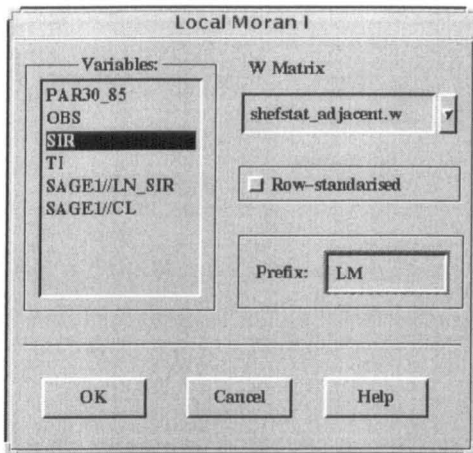 Local Moran I
Variables:
PAR30_85
OBS
SIR
TI
SAGE1//LN_SIR
SAGE1//CL
W Matrix
shefstat_adjacent.w
Row-standarised
Prefix:
LM
OK
Cancel
Help